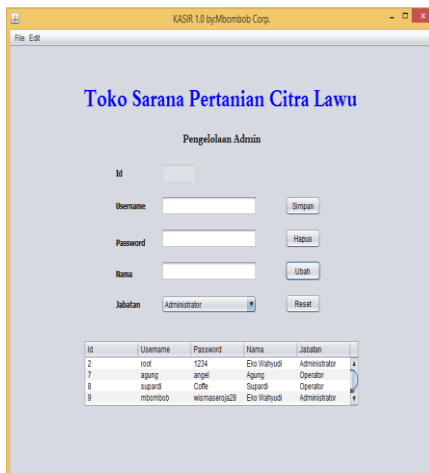 KASIR 1.0 by:Mbombob Corp.
File Edit
Toko Sarana Pertanian Citra Lawu
Pengelolaan Admin
Id
Username Simpan
Password Hapus
Nama Ubah
Jabatan Administrator Reset
Id Username Password Nama Jabatan
2 root 1234 Eko Wahyudi Administrator
7 agung angel Agung Operator
8 supardi Coffe Supardi Operator
9 mbombob wismaseroja28 Eko Wahyudi Administrator